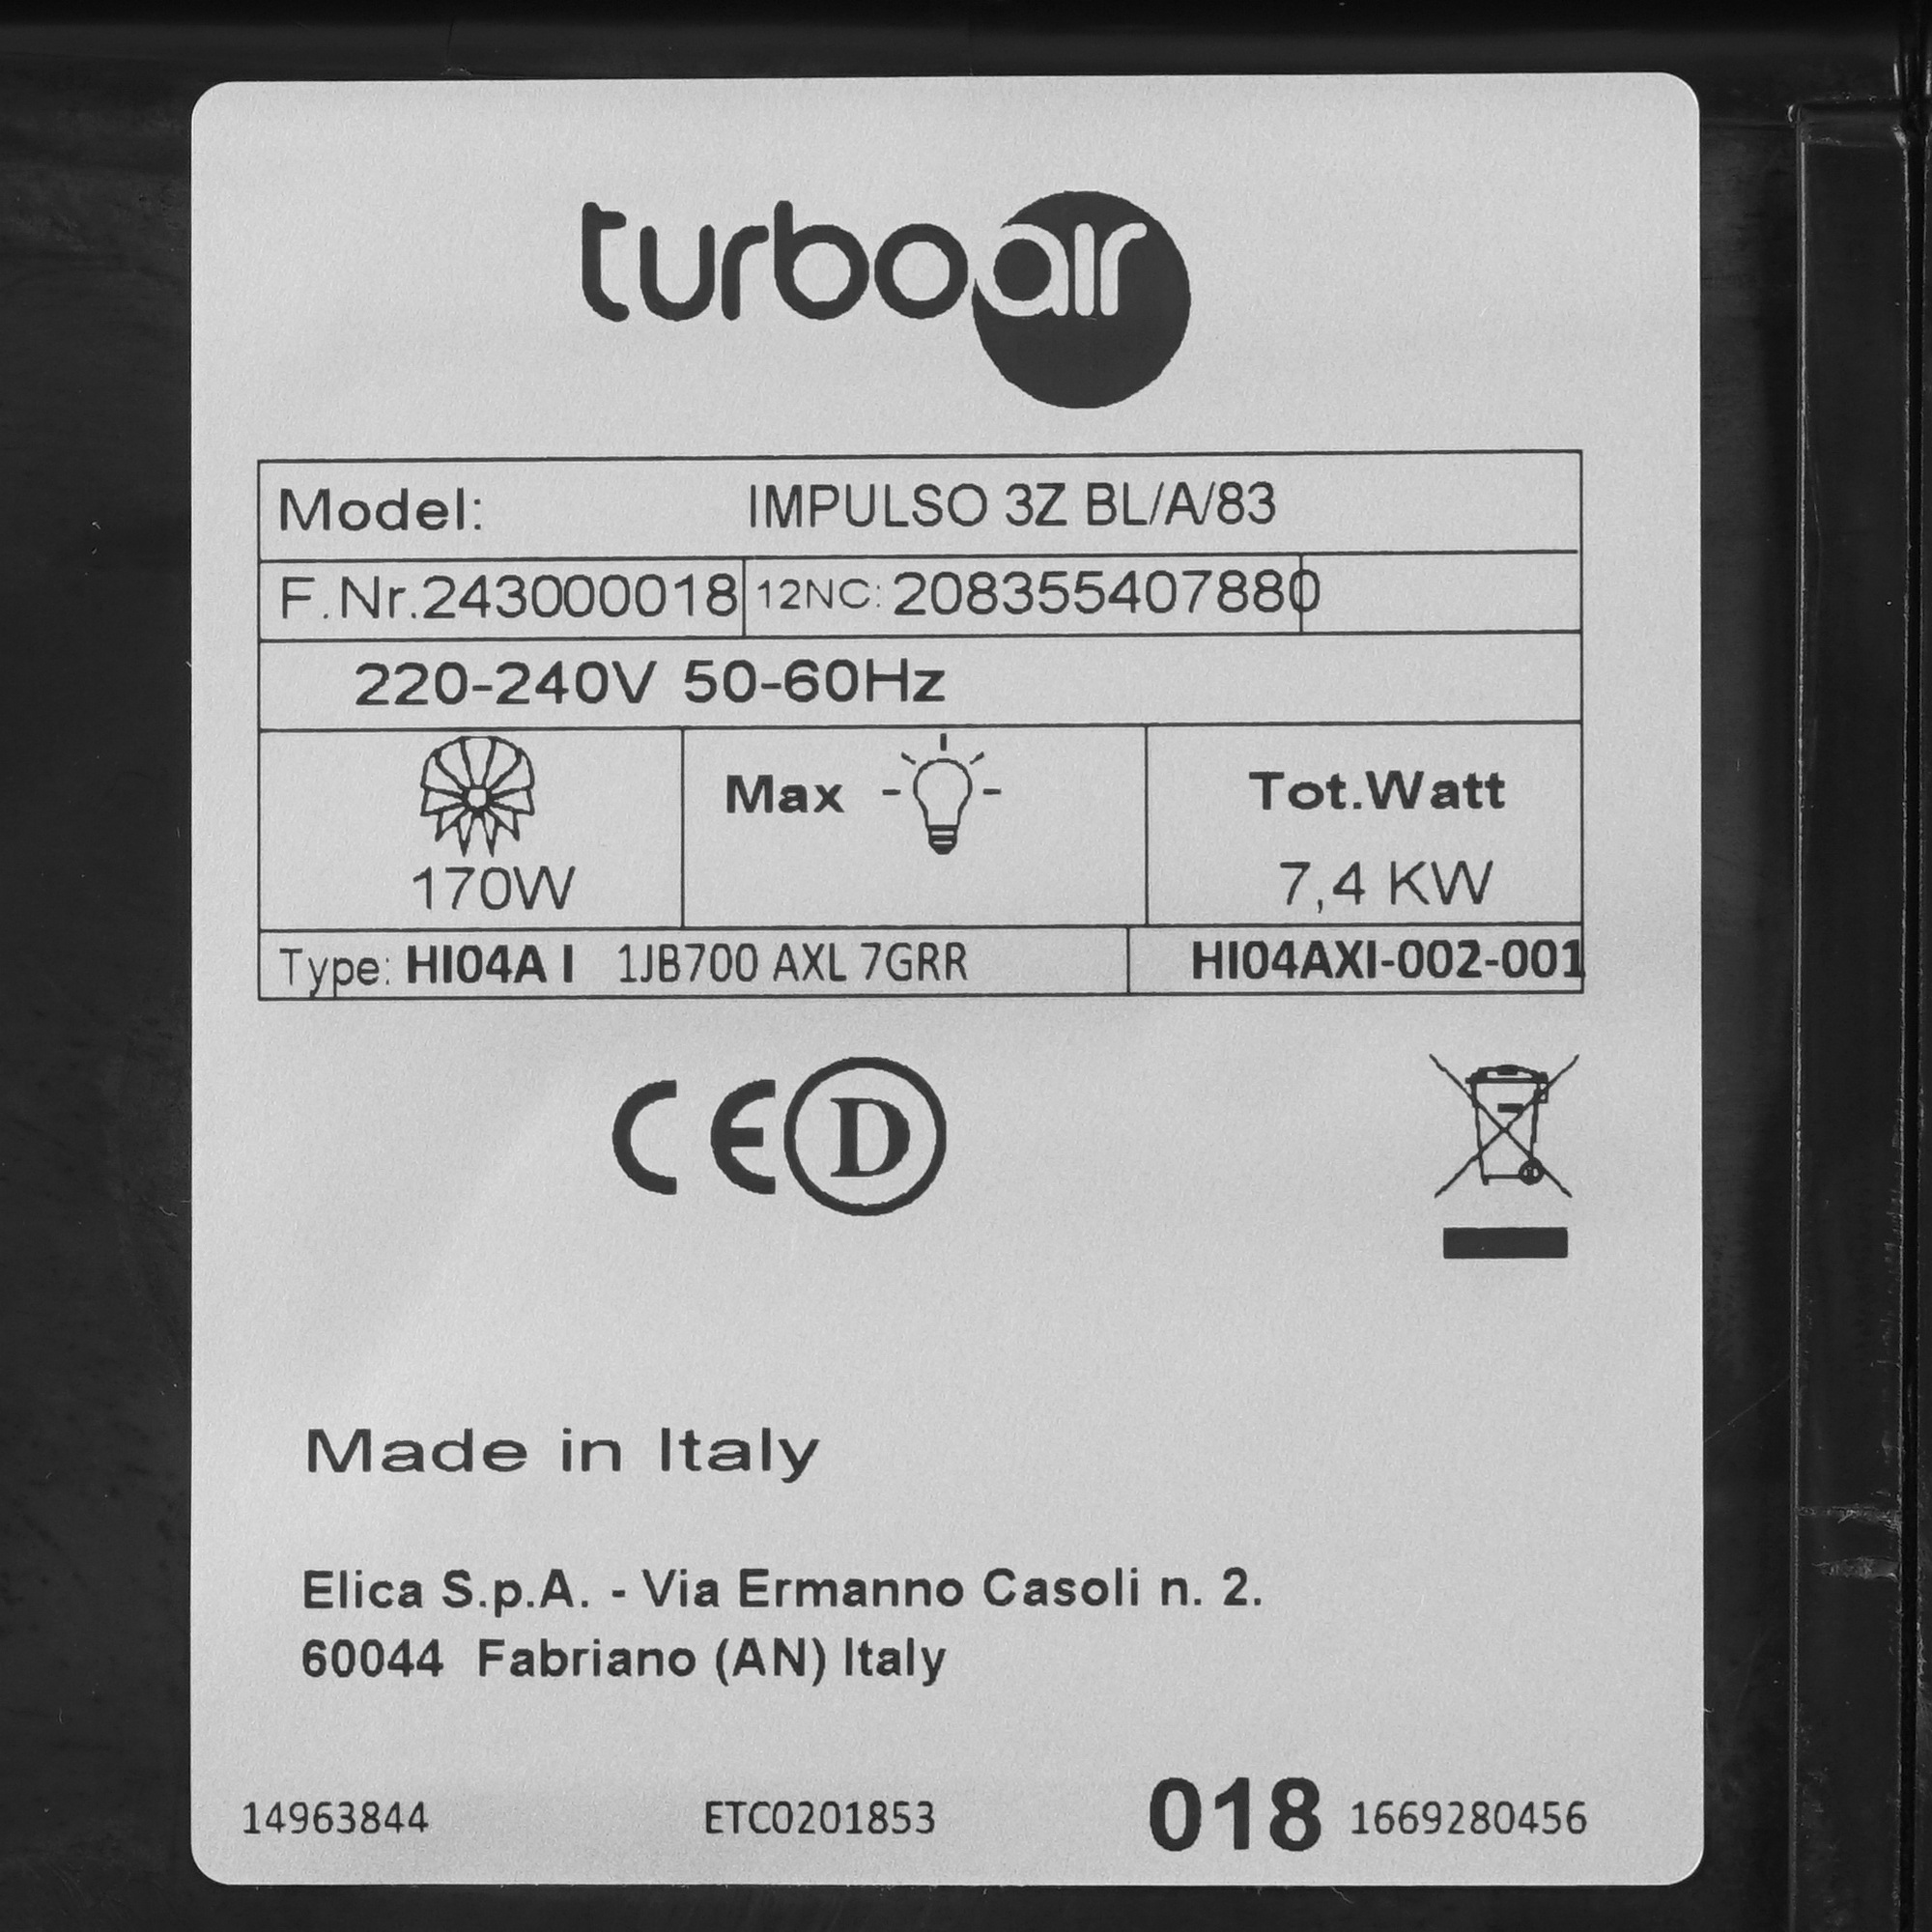 turboair
Model: IMPULSO 3Z BL/A/83
F.Nr.243000018 12NC: 208355407880
220-240V 50-60Hz
Max Tot.Watt
170W 7,4 KW
Type: HI04A I 1JB700 AXL 7GRR HI04AXI-002-001
CE D
Made in Italy
Elica S.p.A. - Via Ermanno Casoli n. 2.
60044 Fabriano (AN) Italy
14963844 ETC0201853 018 1669280456